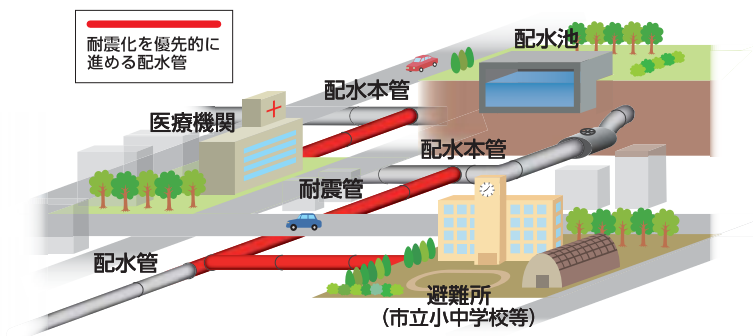 耐震化を優先的に
進める配水管
配水池
配水本管
医療機関
配水本管
耐震管
配水管
避難所
(市立小中学校等)